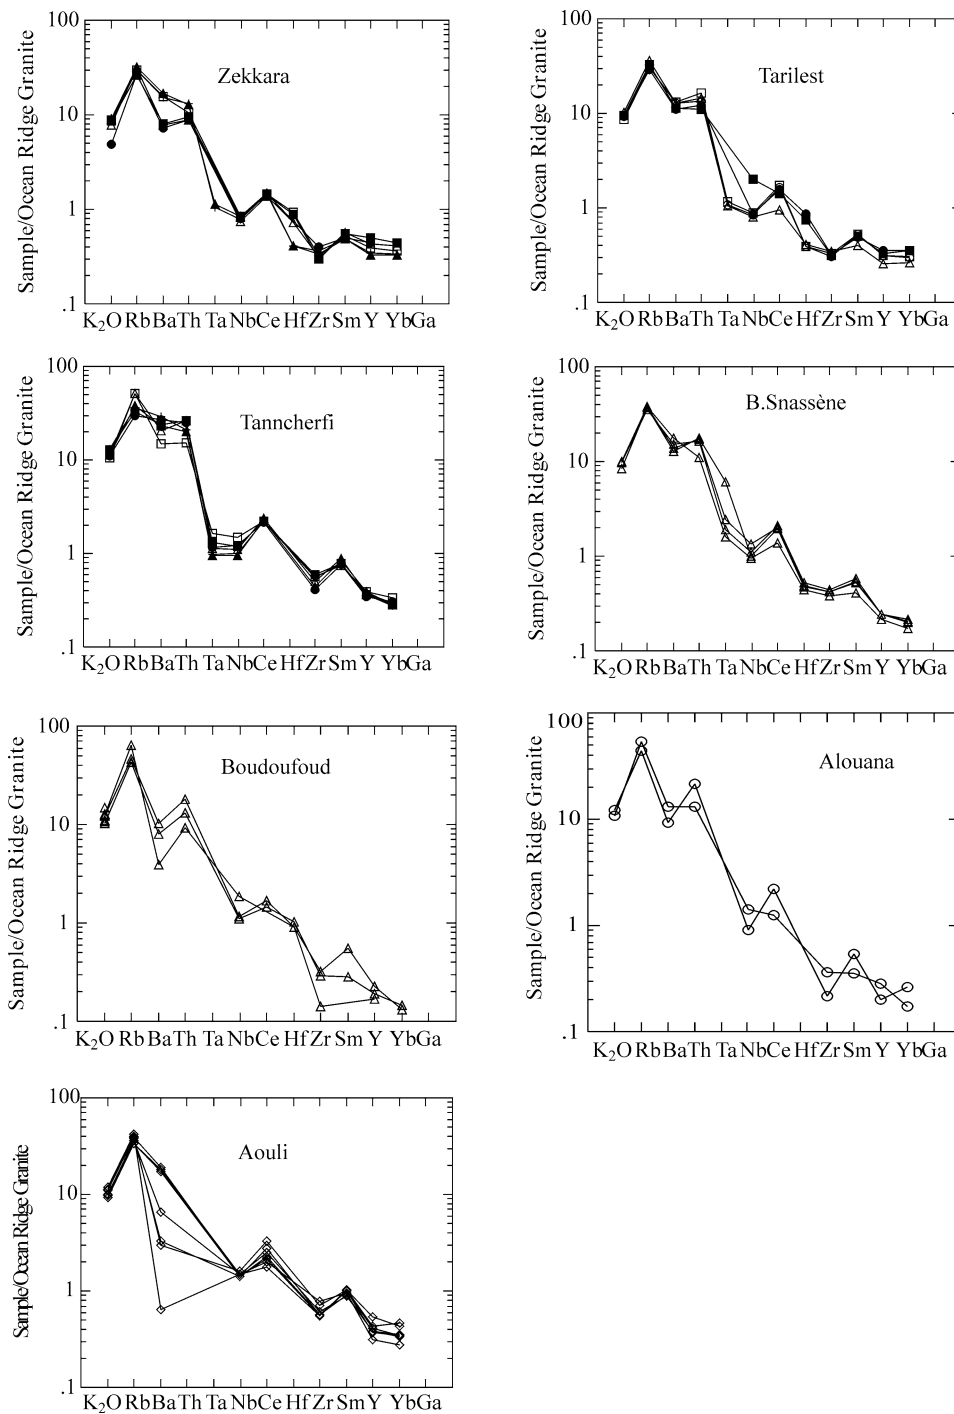 Sample/Ocean Ridge Granite
100
10
1
.1
Zekkara
K2O Rb Ba Th Ta Nb Ce Hf Zr Sm Y Yb Ga
Sample/Ocean Ridge Granite
100
10
1
.1
Tarilest
K2O Rb Ba Th Ta Nb Ce Hf Zr Sm Y Yb Ga
Sample/Ocean Ridge Granite
100
10
1
.1
Tanncherfi
K2O Rb Ba Th Ta Nb Ce Hf Zr Sm Y Yb Ga
Sample/Ocean Ridge Granite
100
10
1
.1
B.Snassène
K2O Rb Ba Th Ta Nb Ce Hf Zr Sm Y Yb Ga
Sample/Ocean Ridge Granite
100
10
1
.1
Boudoufoud
K2O Rb Ba Th Ta Nb Ce Hf Zr Sm Y Yb Ga
Sample/Ocean Ridge Granite
100
10
1
.1
Alouana
K2O Rb Ba Th Ta Nb Ce Hf Zr Sm Y Yb Ga
Sample/Ocean Ridge Granite
100
10
1
.1
Aouli
K2O Rb Ba Th Ta Nb Ce Hf Zr Sm Y Yb Ga